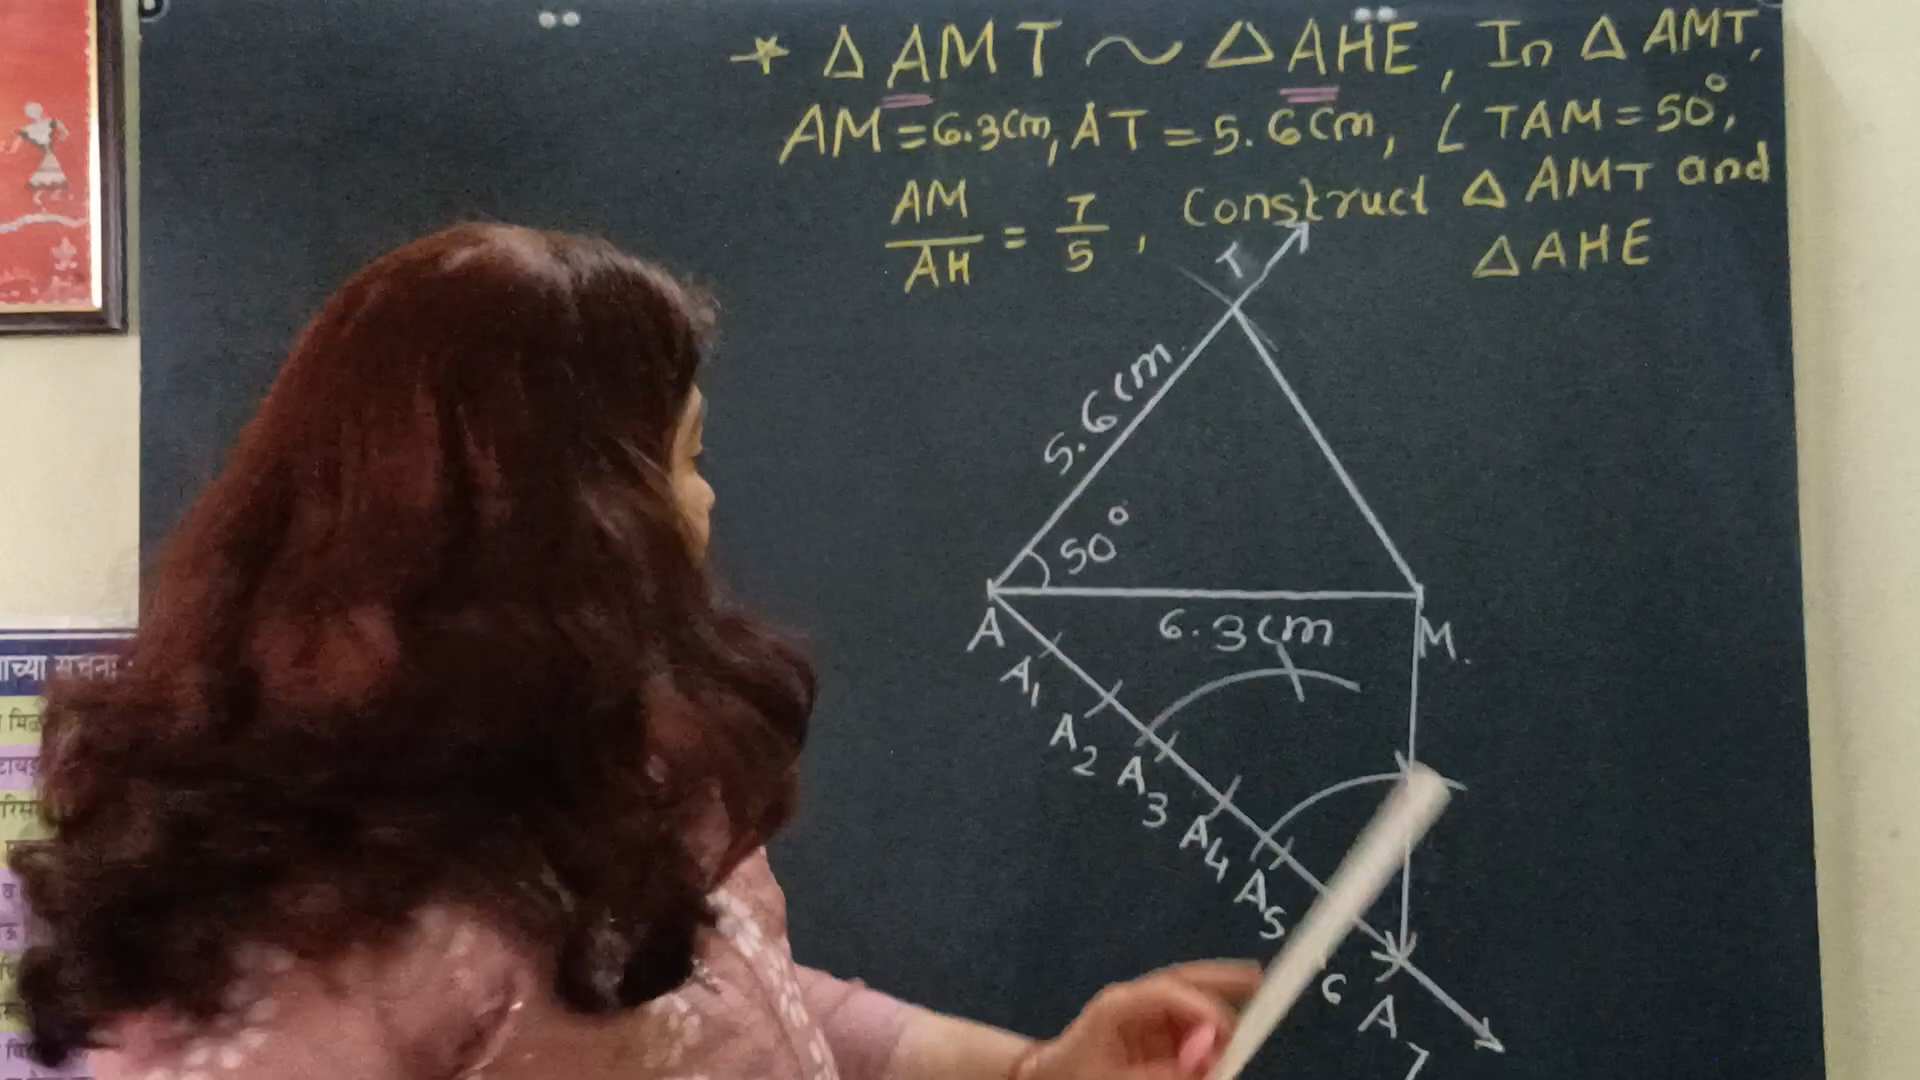 * Δ AMT ~ Δ AHE, In Δ AMT,
AM = 6.3cm, AT = 5.6cm, ∠TAM = 50°,
AM/AH = 7/5, Construct Δ AMT and
Δ AHE
T
5.6cm
50°
A
6.3cm
M
A1
A2
A3
A4
A5
6
A7